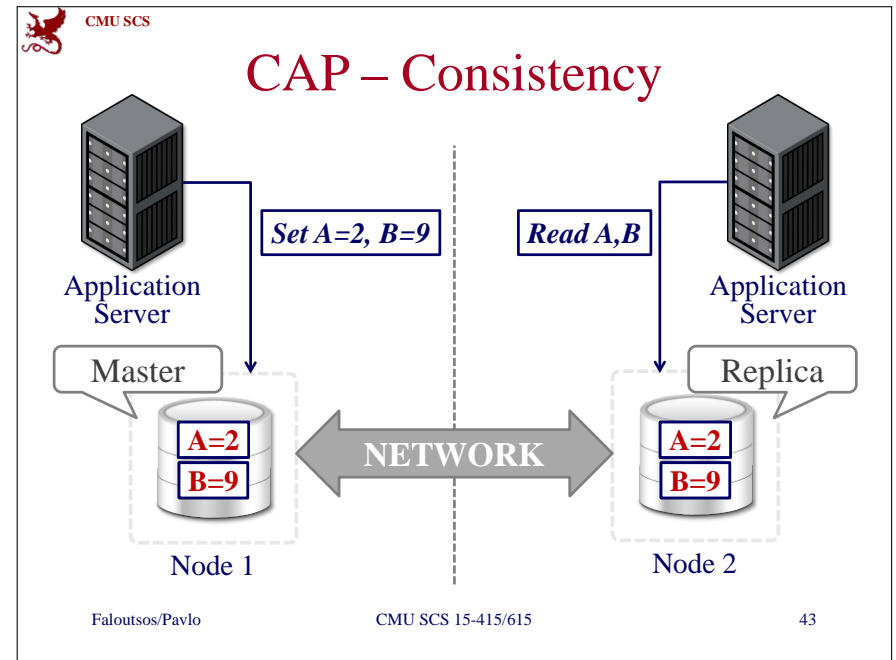 CMU SCS
CAP – Consistency
Set A=2, B=9
Read A,B
Application
Server
Application
Server
Master
Replica
A=2
B=9
NETWORK
A=2
B=9
Node 1
Node 2
Faloutsos/Pavlo
CMU SCS 15-415/615
43